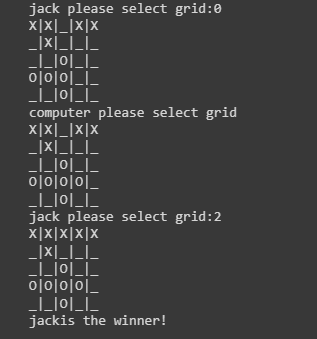 jack please select grid:0
X|X|_|X|X
_|X|_|_|_
_|_|O|_|_
O|O|O|_|_
_|_|O|_|_
computer please select grid
X|X|_|X|X
_|X|_|_|_
_|_|O|_|_
O|O|O|O|_
_|_|O|_|_
jack please select grid:2
X|X|X|X|X
_|X|_|_|_
_|_|O|_|_
O|O|O|O|_
_|_|O|_|_
jackis the winner!